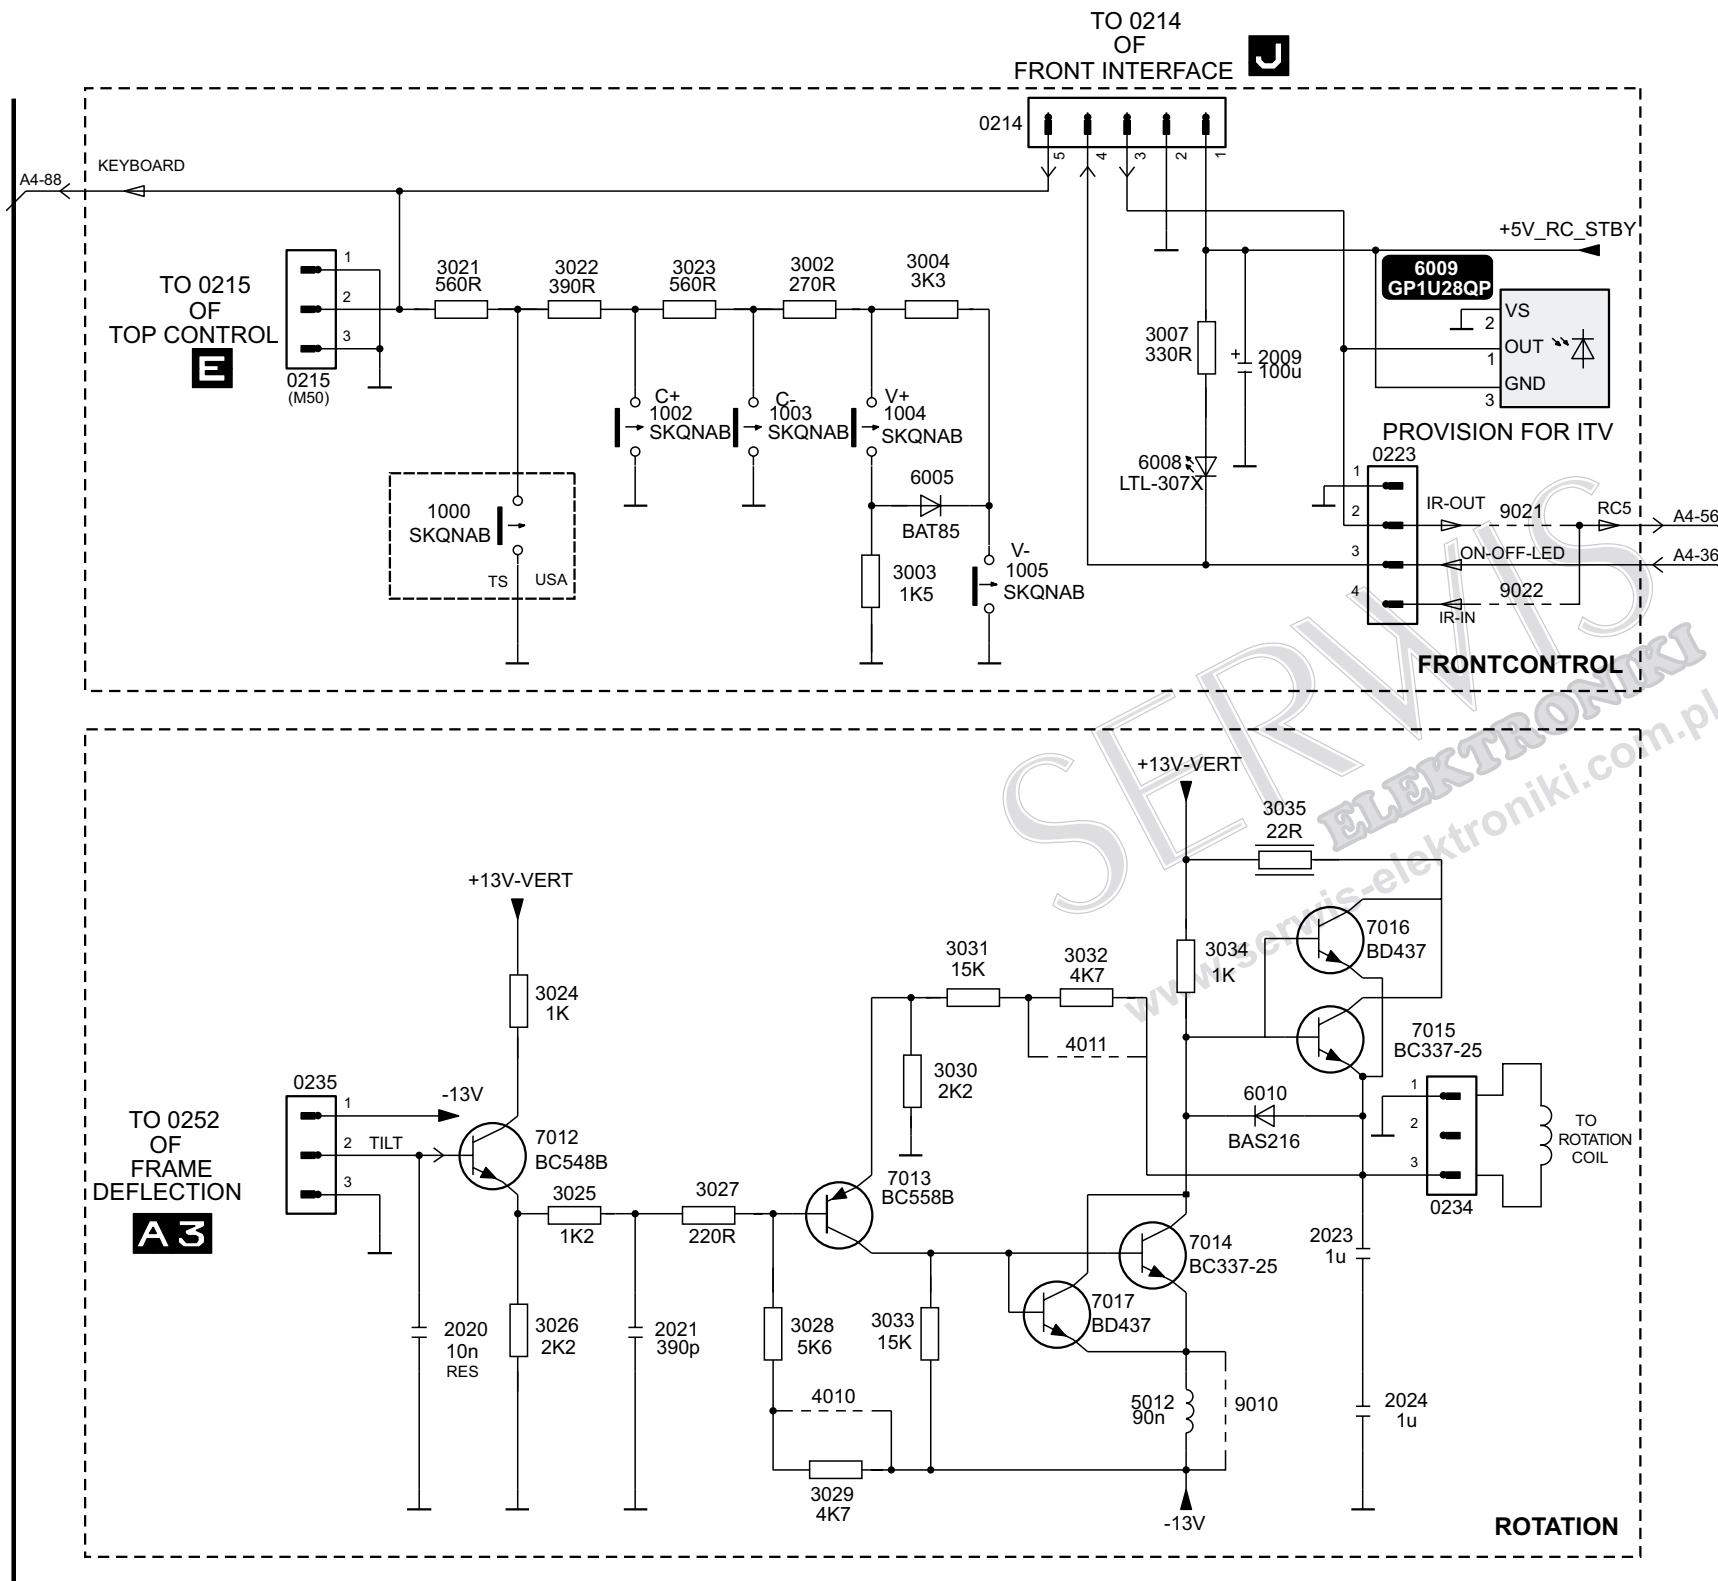 TO 0214
OF
FRONT INTERFACE
J
0214
5
4
3
2
1
A4-88
KEYBOARD
+5V_RC_STBY
TO 0215
OF
TOP CONTROL
E
1
2
3
0215
(M50)
3021
560R
3022
390R
3023
560R
3002
270R
3004
3K3
3007
330R
+
2009
100u
6009
GP1U28QP
VS
2
OUT
1
GND
3
PROVISION FOR ITV
C+
1002
SKQNAB
C-
1003
SKQNAB
V+
1004
SKQNAB
6008
LTL-307X
0223
1
2
3
4
IR-OUT
9021
RC5
A4-56
ON-OFF-LED
A4-36
9022
IR-IN
1000
SKQNAB
TS
USA
6005
BAT85
3003
1K5
V-
1005
SKQNAB
FRONTCONTROL
SERWIS
ELEKTRONIKI
www.serwis-elektroniki.com.pl
+13V-VERT
3035
22R
+13V-VERT
3024
1K
3031
15K
3032
4K7
3034
1K
7016
BD437
4011
7015
BC337-25
3030
2K2
0235
1
2
3
-13V
TILT
TO 0252
OF
FRAME
DEFLECTION
A3
7012
BC548B
6010
BAS216
1
2
3
0234
TO
ROTATION
COIL
3025
1K2
3027
220R
7013
BC558B
7014
BC337-25
2023
1u
7017
BD437
2020
10n
RES
3026
2K2
2021
390p
3028
5K6
3033
15K
4010
5012
90n
9010
2024
1u
3029
4K7
-13V
ROTATION